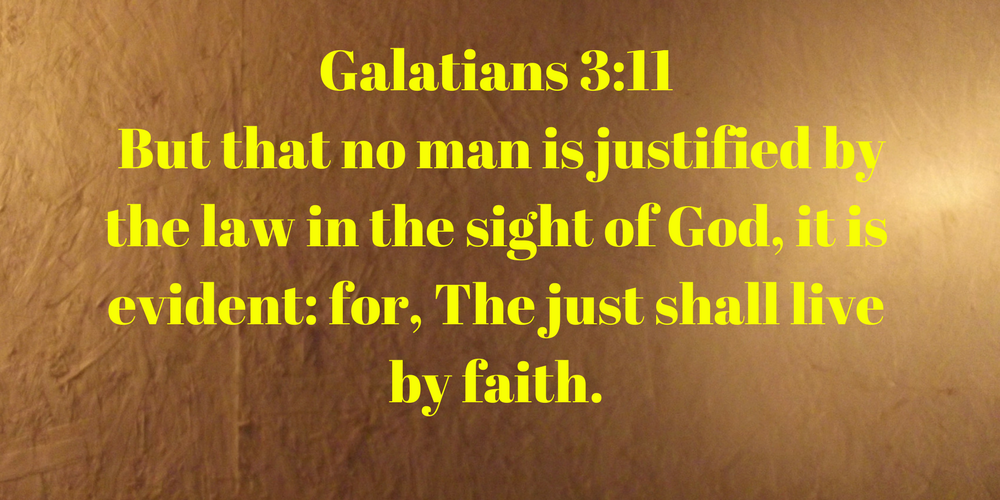 Galatians 3:11
But that no man is justified by
the law in the sight of God, it is
evident: for, The just shall live
by faith.